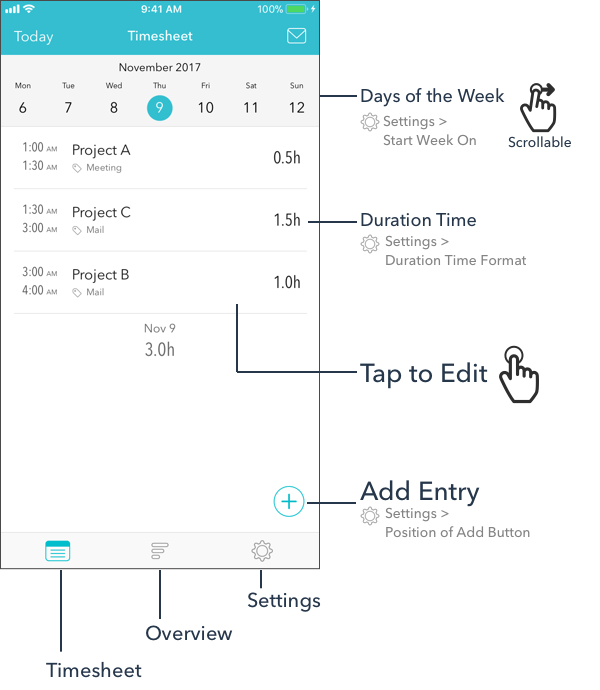 9:41 AM
100%
Today
Timesheet
November 2017
Mon Tue Wed Thu Fri Sat Sun
6 7 8 9 10 11 12
Days of the Week
Settings >
Start Week On
Scrollable
1:00 AM
1:30 AM
Project A
Meeting
0.5h
1:30 AM
3:00 AM
Project C
Mail
1.5h
Duration Time
Settings >
Duration Time Format
3:00 AM
4:00 AM
Project B
Mail
1.0h
Nov 9
3.0h
Tap to Edit
Add Entry
Settings >
Position of Add Button
Settings
Overview
Timesheet